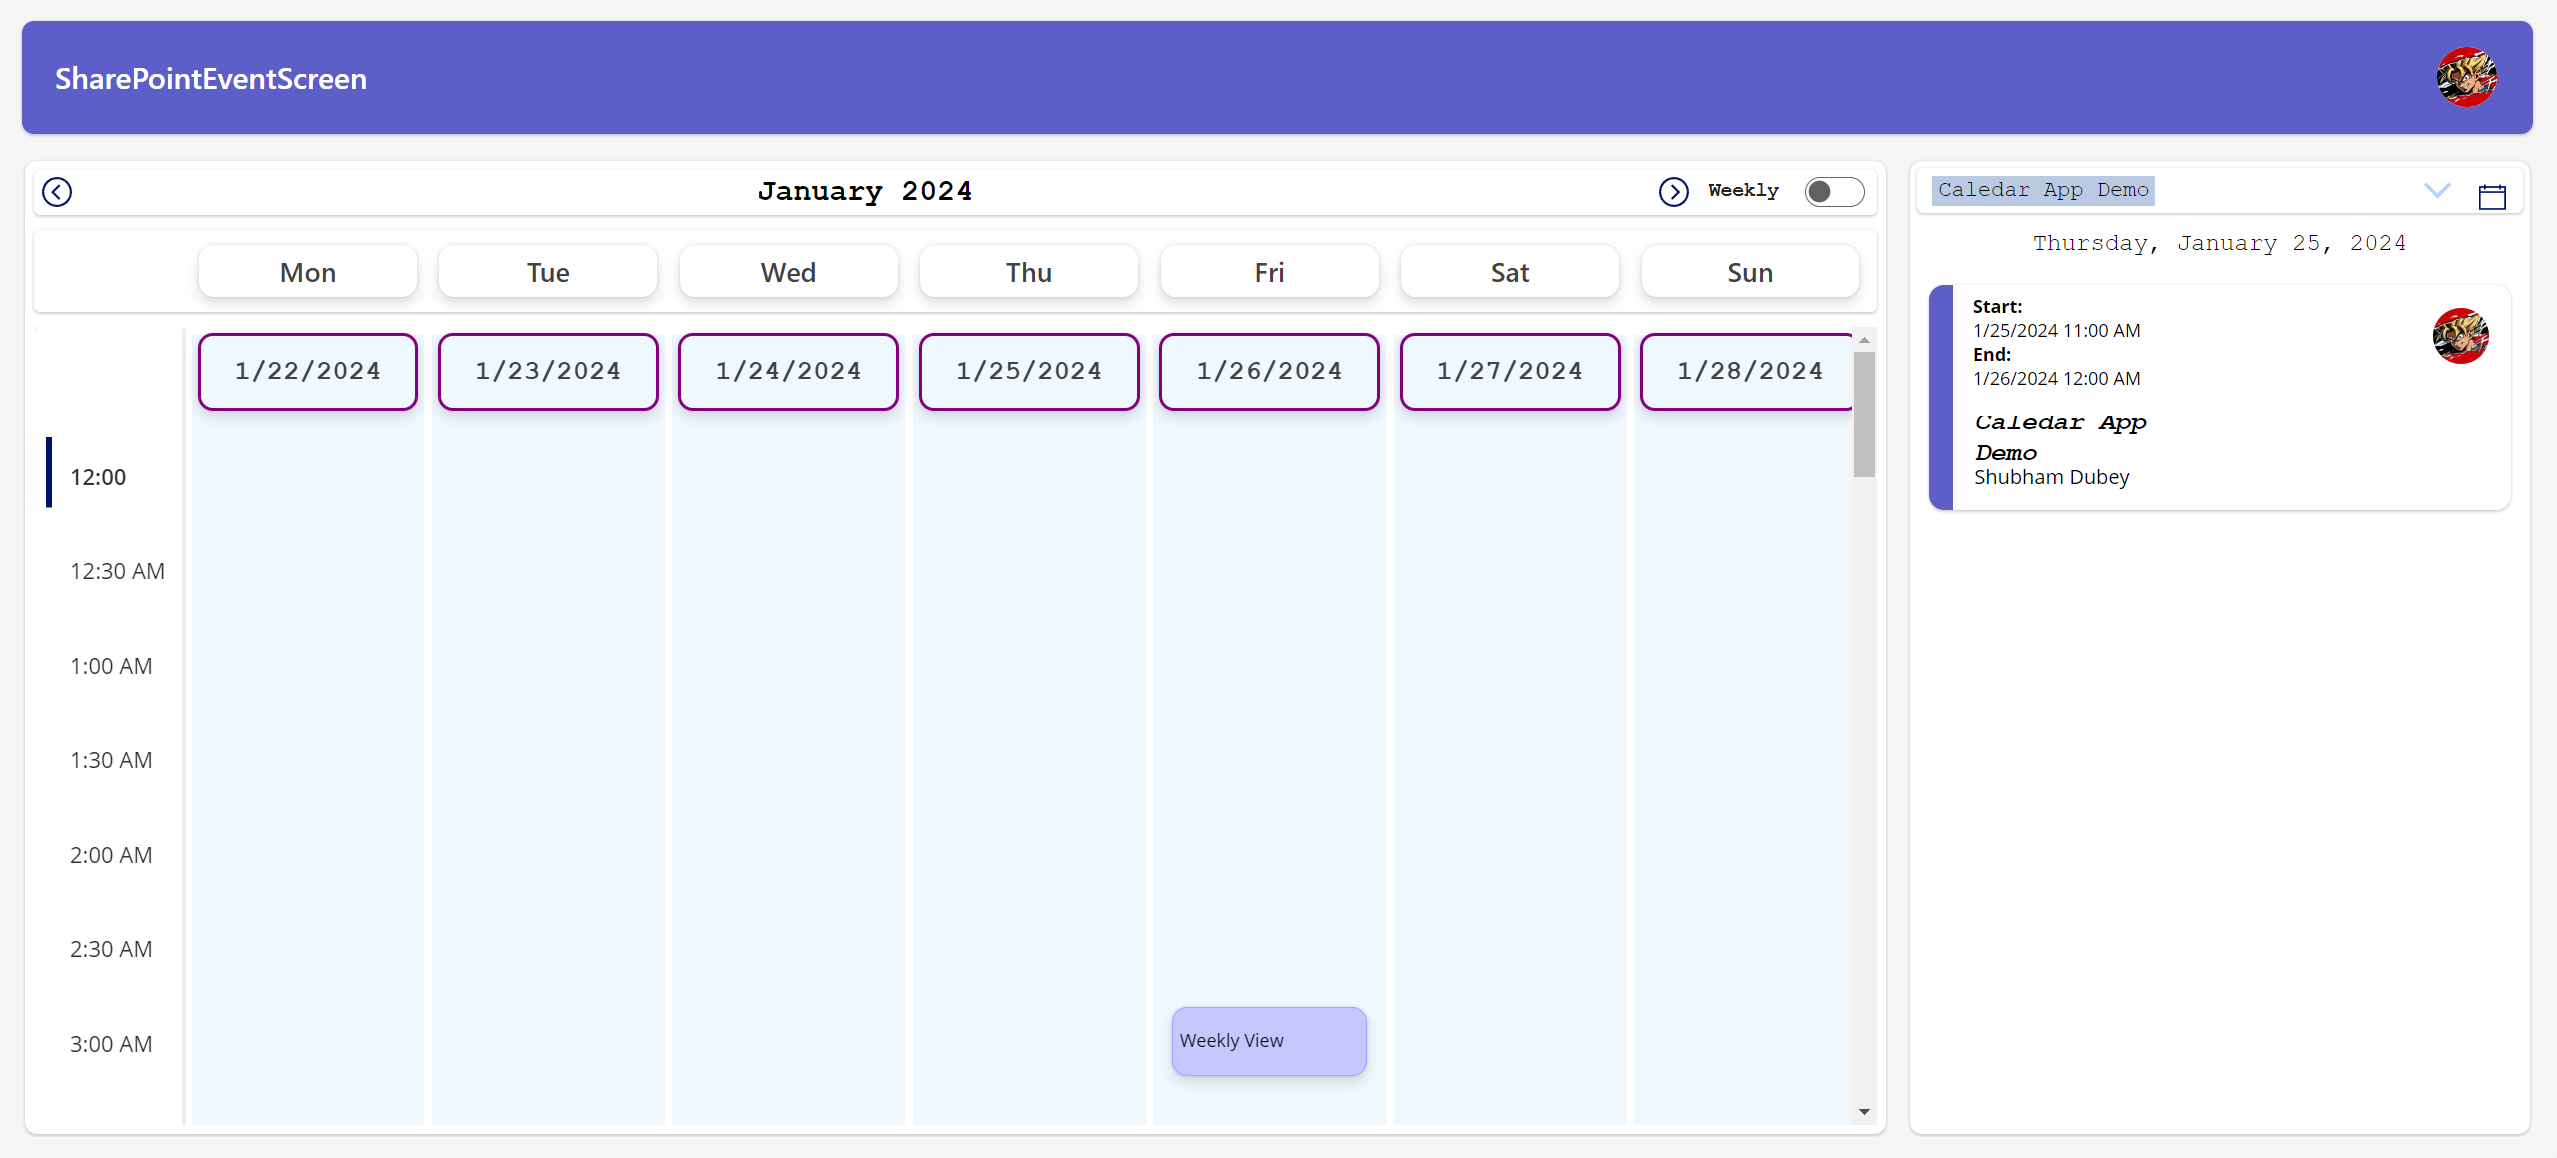 SharePointEventScreen
January 2024
Weekly
Mon Tue Wed Thu Fri Sat Sun
1/22/2024 1/23/2024 1/24/2024 1/25/2024 1/26/2024 1/27/2024 1/28/2024
12:00
12:30 AM
1:00 AM
1:30 AM
2:00 AM
2:30 AM
3:00 AM
Weekly View
Caledar App Demo
Thursday, January 25, 2024
Start:
1/25/2024 11:00 AM
End:
1/26/2024 12:00 AM
Caledar App
Demo
Shubham Dubey